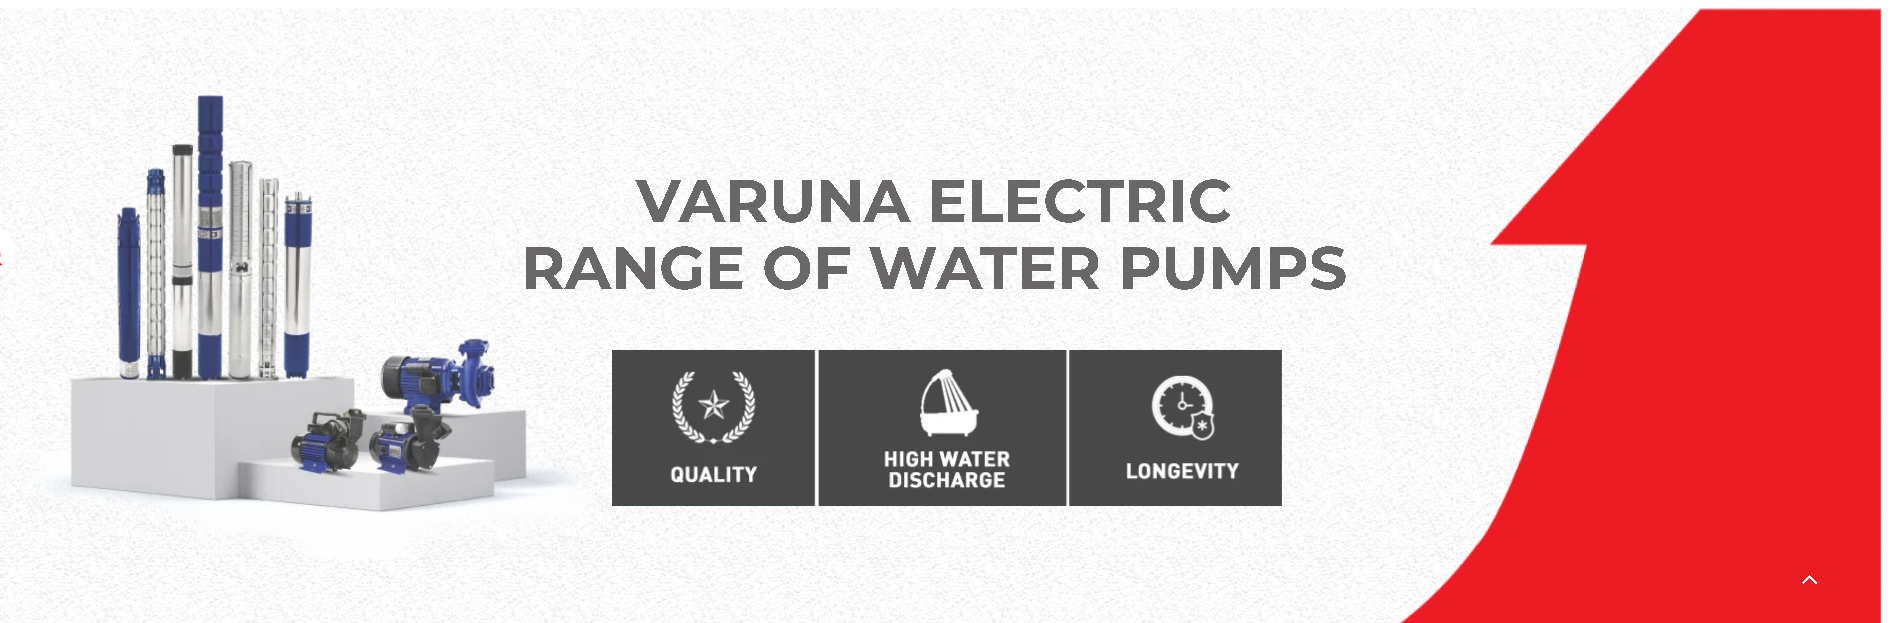 VARUNA ELECTRIC
RANGE OF WATER PUMPS
QUALITY
HIGH WATER
DISCHARGE
LONGEVITY